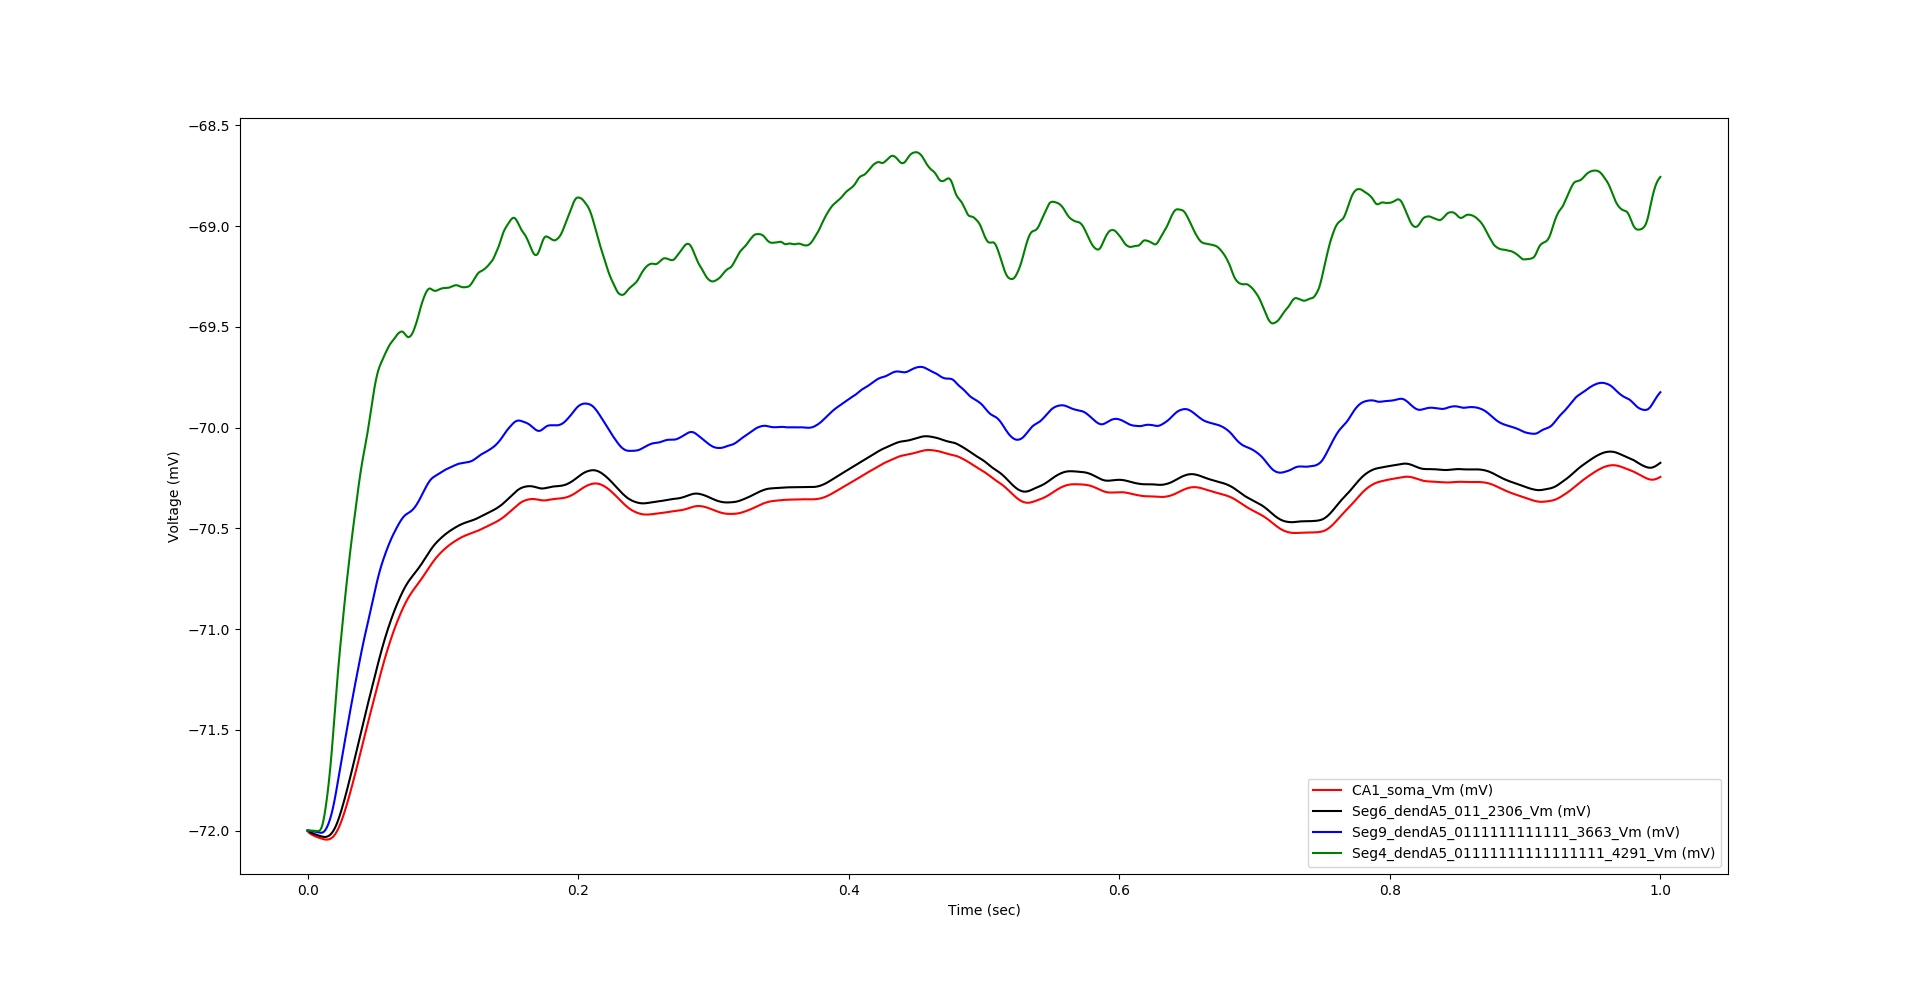 −68.5
−69.0
−69.5
−70.0
−70.5
−71.0
−71.5
−72.0
Voltage (mV)
0.0 0.2 0.4 0.6 0.8 1.0
Time (sec)
CA1_soma_Vm (mV)
Seg6_dendA5_011_2306_Vm (mV)
Seg9_dendA5_0111111111111_3663_Vm (mV)
Seg4_dendA5_01111111111111111_4291_Vm (mV)